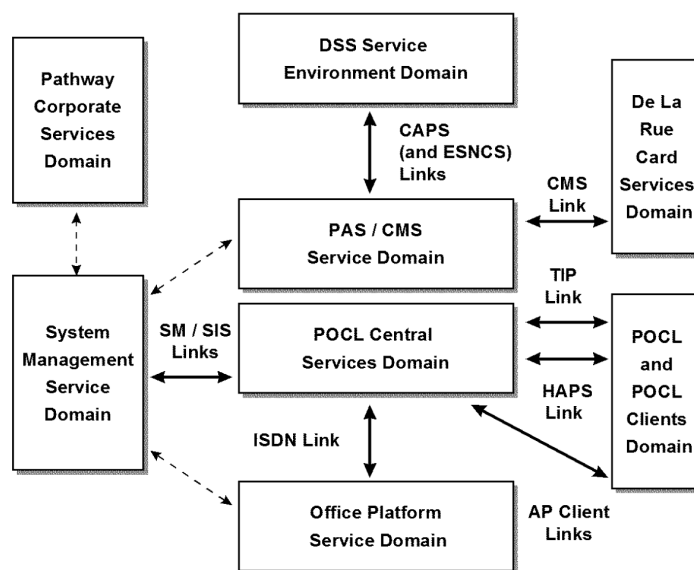 DSS Service
Environment Domain
Pathway
Corporate
Services
Domain
De La
Rue
Card
Services
Domain
CAPS
(and ESNCS)
Links
CMS
Link
PAS / CMS
Service Domain
TIP
Link
System
Management
Service
Domain
SM / SIS
Links
POCL Central
Services Domain
POCL
and
POCL
Clients
Domain
HAPS
Link
ISDN Link
Office Platform
Service Domain
AP Client
Links